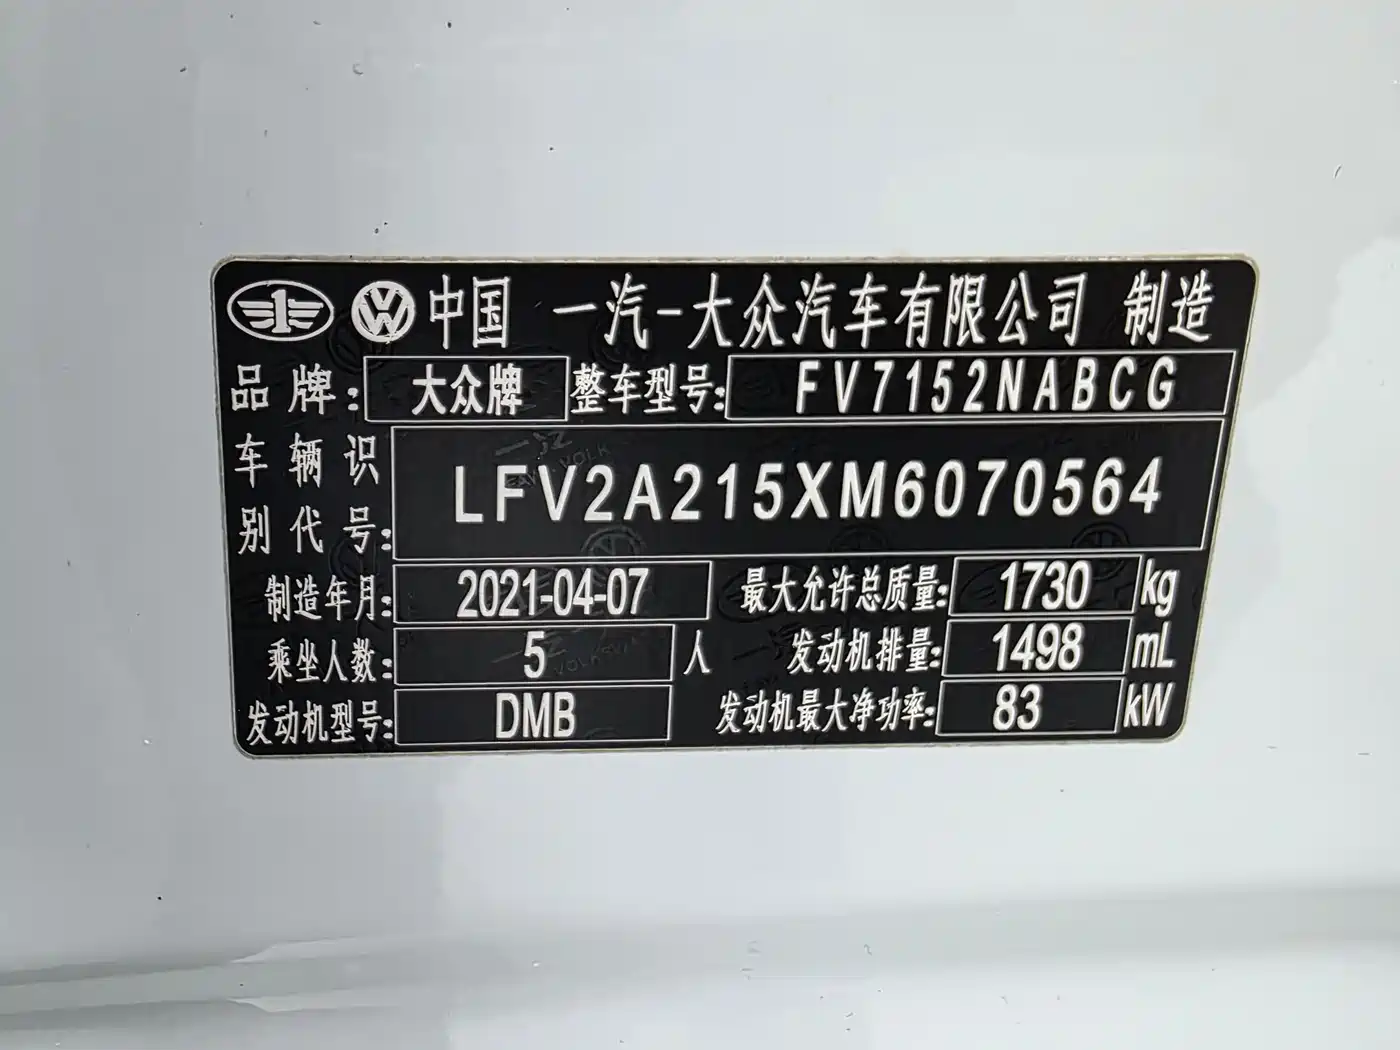 中国 一汽-大众汽车有限公司 制造
品牌: 大众牌 整车型号: FV7152NABCG
车辆识别代号: LFV2A215XM6070564
制造年月: 2021-04-07 最大允许总质量: 1730 kg
乘坐人数: 5 人 发动机排量: 1498 mL
发动机型号: DMB 发动机最大净功率: 83 kW